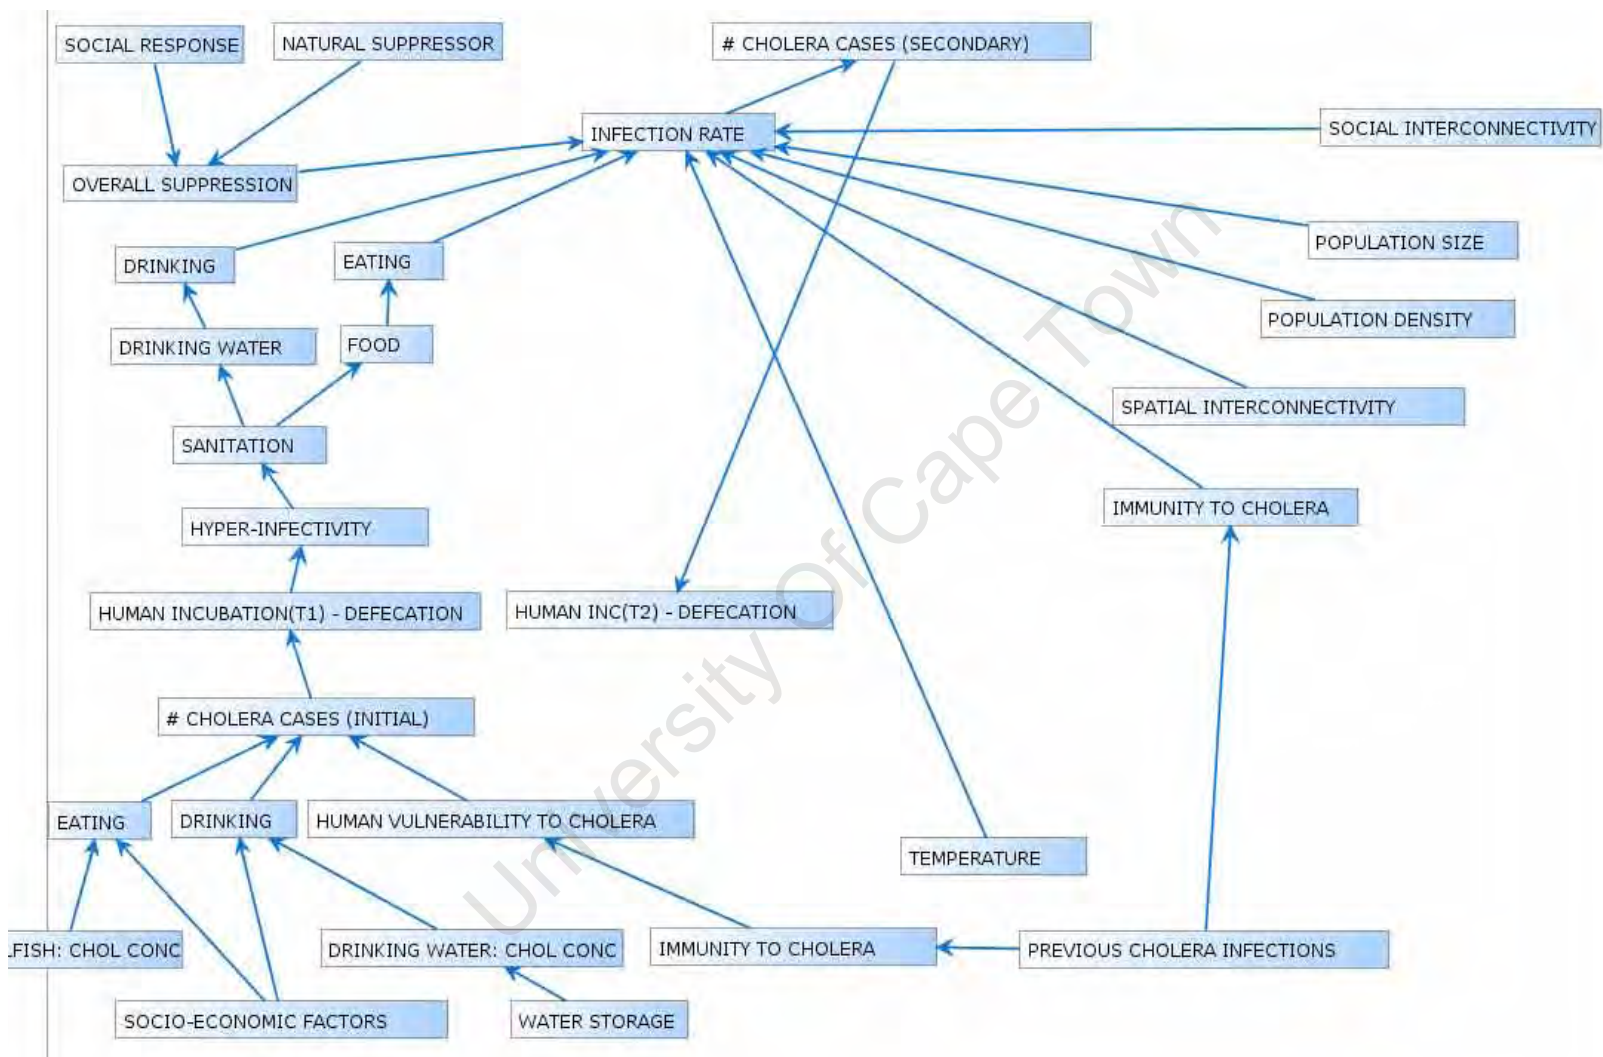 SOCIAL RESPONSE
NATURAL SUPPRESSOR
# CHOLERA CASES (SECONDARY)
INFECTION RATE
SOCIAL INTERCONNECTIVITY
OVERALL SUPPRESSION
POPULATION SIZE
DRINKING
EATING
POPULATION DENSITY
DRINKING WATER
FOOD
SPATIAL INTERCONNECTIVITY
SANITATION
IMMUNITY TO CHOLERA
HYPER-INFECTIVITY
HUMAN INCUBATION(T1) - DEFECATION
HUMAN INC(T2) - DEFECATION
# CHOLERA CASES (INITIAL)
EATING
DRINKING
HUMAN VULNERABILITY TO CHOLERA
TEMPERATURE
LFISH: CHOL CONC
DRINKING WATER: CHOL CONC
IMMUNITY TO CHOLERA
PREVIOUS CHOLERA INFECTIONS
SOCIO-ECONOMIC FACTORS
WATER STORAGE
University Of Cape Town